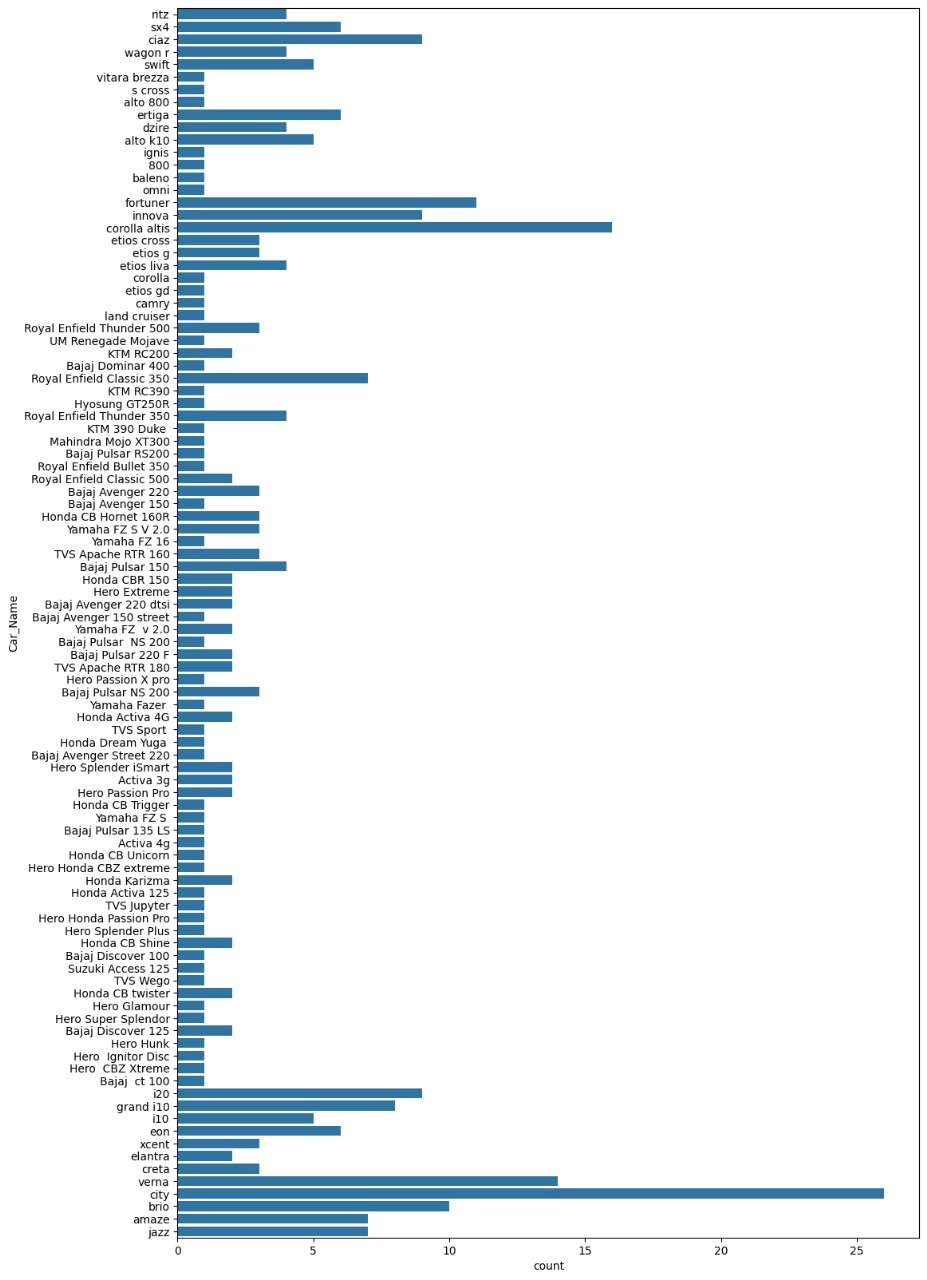 ritz
sx4
ciaz
wagon r
swift
vitara brezza
s cross
alto 800
ertiga
dzire
alto k10
ignis
800
baleno
omni
fortuner
innova
corolla altis
etios cross
etios g
etios liva
corolla
etios gd
camry
land cruiser
Royal Enfield Thunder 500
UM Renegade Mojave
KTM RC200
Bajaj Dominar 400
Royal Enfield Classic 350
KTM RC390
Hyosung GT250R
Royal Enfield Thunder 350
KTM 390 Duke
Mahindra Mojo XT300
Bajaj Pulsar RS200
Royal Enfield Bullet 350
Royal Enfield Classic 500
Bajaj Avenger 220
Bajaj Avenger 150
Honda CB Hornet 160R
Yamaha FZ S V 2.0
Yamaha FZ 16
TVS Apache RTR 160
Bajaj Pulsar 150
Honda CBR 150
Hero Extreme
Bajaj Avenger 220 dtsi
Bajaj Avenger 150 street
Yamaha FZ  v 2.0
Bajaj Pulsar  NS 200
Bajaj Pulsar 220 F
TVS Apache RTR 180
Hero Passion X pro
Bajaj Pulsar NS 200
Yamaha Fazer
Honda Activa 4G
TVS Sport
Honda Dream Yuga
Bajaj Avenger Street 220
Hero Splender iSmart
Activa 3g
Hero Passion Pro
Honda CB Trigger
Yamaha FZ S
Bajaj Pulsar 135 LS
Activa 4g
Honda CB Unicorn
Hero Honda CBZ extreme
Honda Karizma
Honda Activa 125
TVS Jupyter
Hero Honda Passion Pro
Hero Splender Plus
Honda CB Shine
Bajaj Discover 100
Suzuki Access 125
TVS Wego
Honda CB twister
Hero Glamour
Hero Super Splendor
Bajaj Discover 125
Hero Hunk
Hero  Ignitor Disc
Hero  CBZ Xtreme
Bajaj  ct 100
i20
grand i10
i10
eon
xcent
elantra
creta
verna
city
brio
amaze
jazz
Car_Name
0 5 10 15 20 25
count